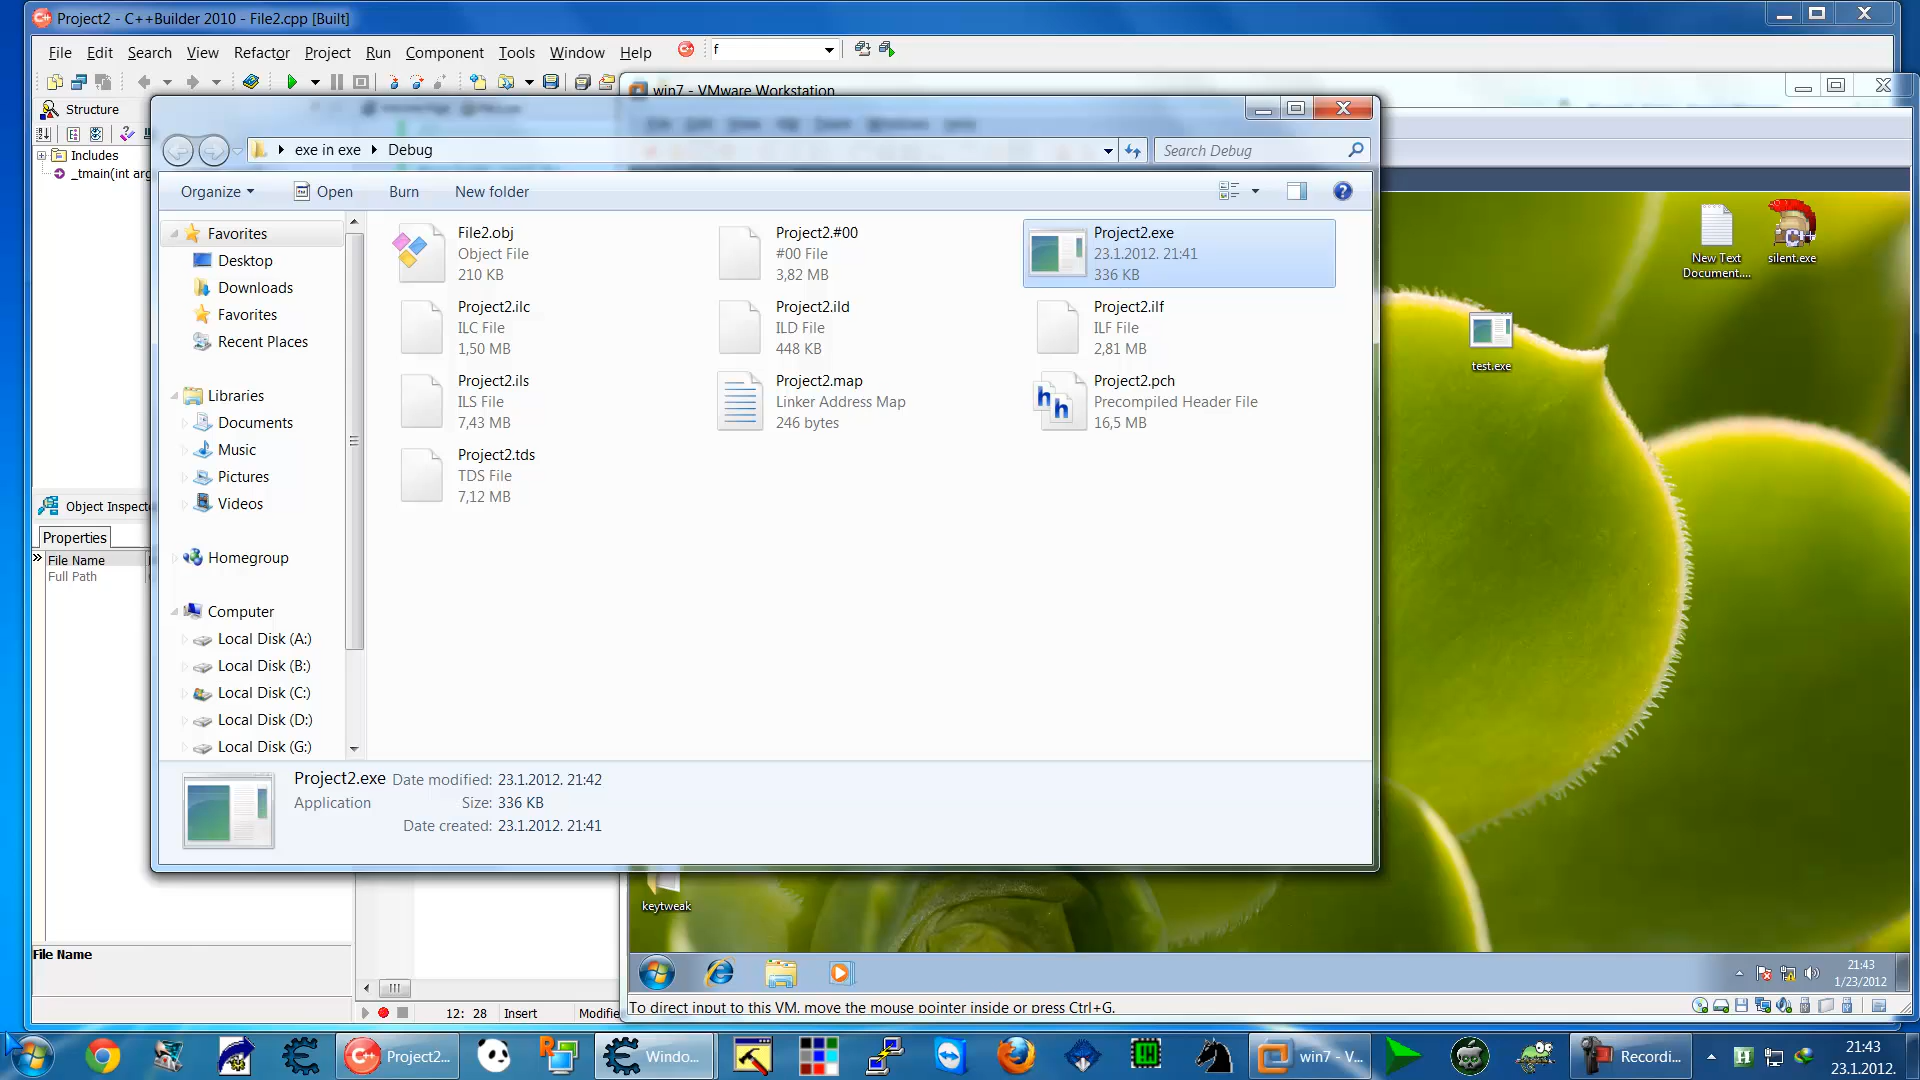 Project2 - C++Builder 2010 - File2.cpp [Built]
File Edit Search View Refactor Project Run Component Tools Window Help
f
win7 - VMware Workstation
Structure
Includes
_tmain(int arg
exe in exe Debug
Search Debug
Organize Open Burn New folder
Favorites
Desktop
Downloads
Favorites
Recent Places
Libraries
Documents
Music
Pictures
Videos
Homegroup
Computer
Local Disk (A:)
Local Disk (B:)
Local Disk (C:)
Local Disk (D:)
Local Disk (G:)
File2.obj
Object File
210 KB
Project2.#00
#00 File
3,82 MB
Project2.exe
23.1.2012. 21:41
336 KB
Project2.ilc
ILC File
1,50 MB
Project2.ild
ILD File
448 KB
Project2.ilf
ILF File
2,81 MB
Project2.ils
ILS File
7,43 MB
Project2.map
Linker Address Map
246 bytes
Project2.pch
Precompiled Header File
16,5 MB
Project2.tds
TDS File
7,12 MB
Project2.exe Date modified: 23.1.2012. 21:42
Application Size: 336 KB
Date created: 23.1.2012. 21:41
Object Inspecto
Properties
File Name
Full Path
File Name
12: 28 Insert Modifie
New Text
Document....
silent.exe
test.exe
keytweak
21:43
1/23/2012
To direct input to this VM, move the mouse pointer inside or press Ctrl+G.
Project2... Windo... win7 - V... Recordi...
21:43
23.1.2012.